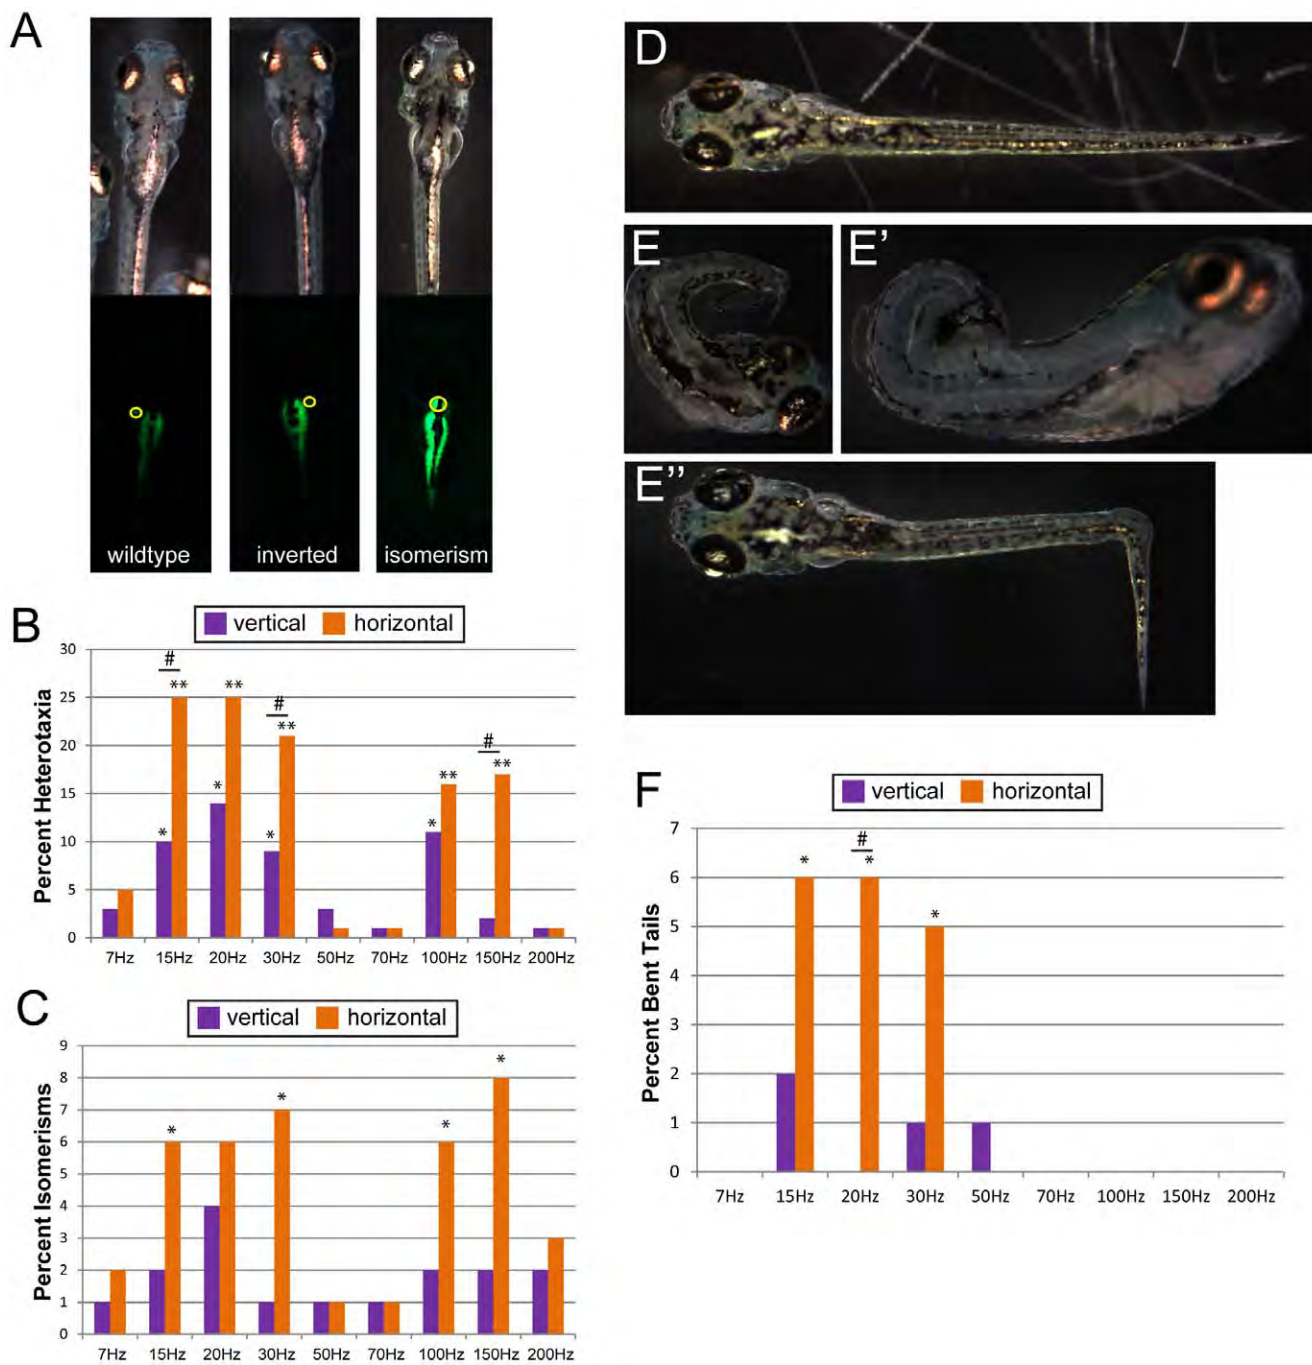 A
wildtype
inverted
isomerism
D
E
E’
E’’
B
vertical
horizontal
Percent Heterotaxia
30
25
20
15
10
5
0
#
**
**
#
**
#
**
**
*
*
*
*
7Hz 15Hz 20Hz 30Hz 50Hz 70Hz 100Hz 150Hz 200Hz
C
vertical
horizontal
Percent Isomerisms
9
8
7
6
5
4
3
2
1
0
*
*
*
*
7Hz 15Hz 20Hz 30Hz 50Hz 70Hz 100Hz 150Hz 200Hz
F
vertical
horizontal
Percent Bent Tails
7
6
5
4
3
2
1
0
*
#
*
*
7Hz 15Hz 20Hz 30Hz 50Hz 70Hz 100Hz 150Hz 200Hz